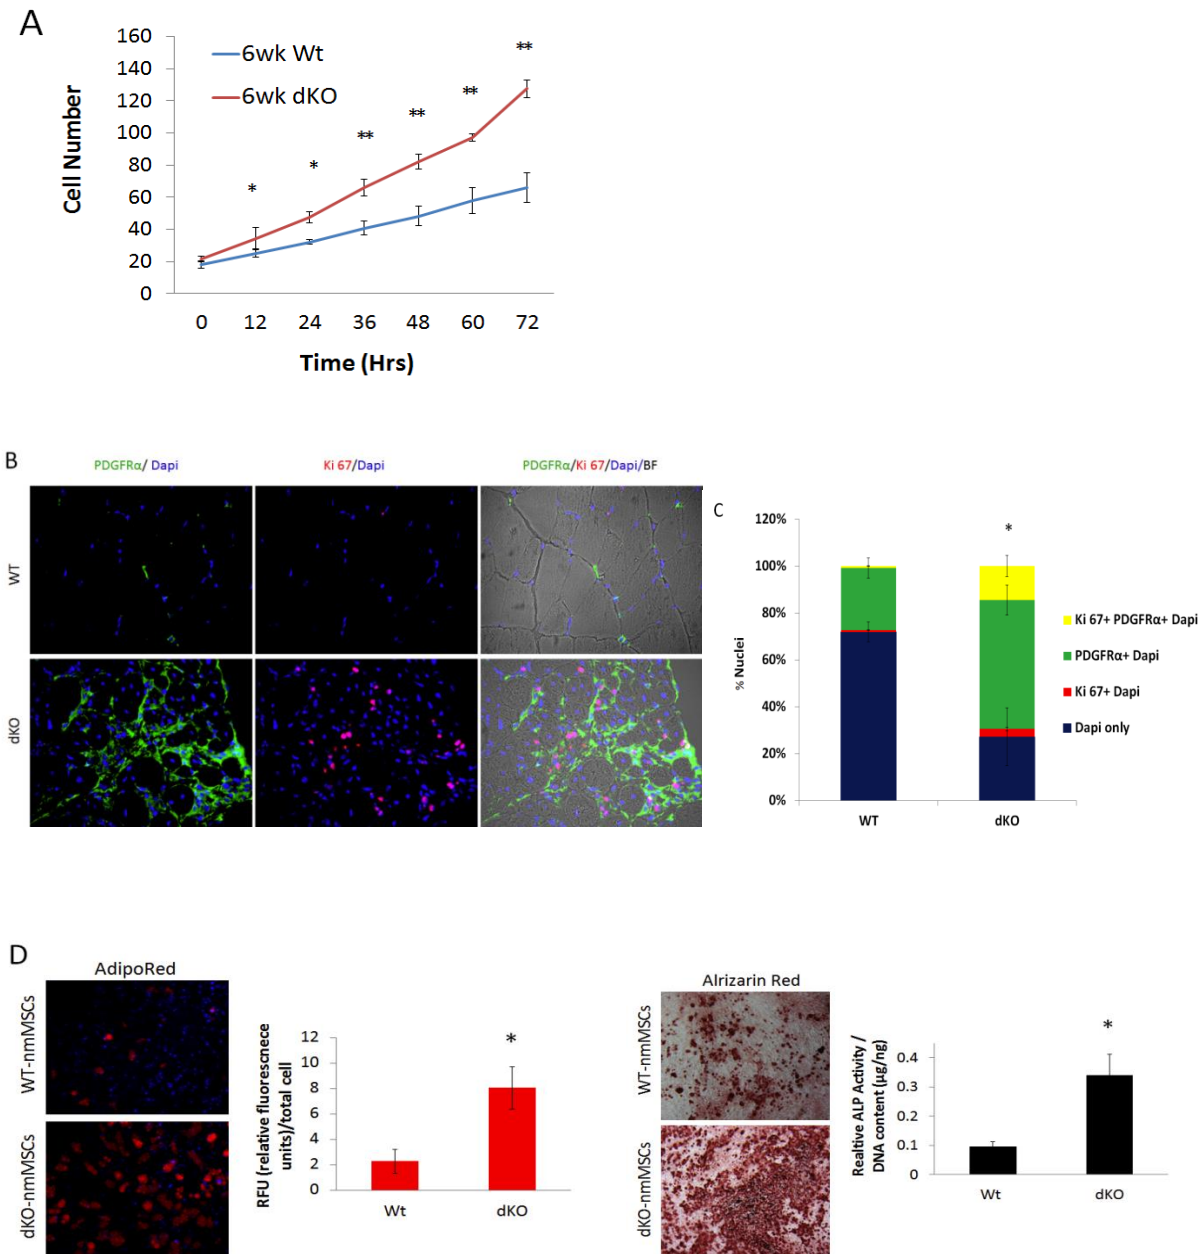 A
160
140
120
100
80
60
40
20
0
Cell Number
6wk Wt
6wk dKO
*
*
**
**
**
**
0 12 24 36 48 60 72
Time (Hrs)
B
PDGFRα/ Dapi
Ki 67/Dapi
PDGFRα/Ki 67/Dapi/BF
WT
dKO
C
120%
100%
80%
60%
40%
20%
0%
% Nuclei
*
WT
dKO
Ki 67+ PDGFRα+ Dapi
PDGFRα+ Dapi
Ki 67+ Dapi
Dapi only
D
AdipoRed
WT-nmMSCs
dKO-nmMSCs
RFU (relative fluorescnece
units)/total cell
12
10
8
6
4
2
0
*
Wt
dKO
Alrizarin Red
WT-nmMSCs
dKO-nmMSCs
Realtive ALP Activity /
DNA content (µg/ng)
0.4
0.3
0.2
0.1
0
*
Wt
dKO